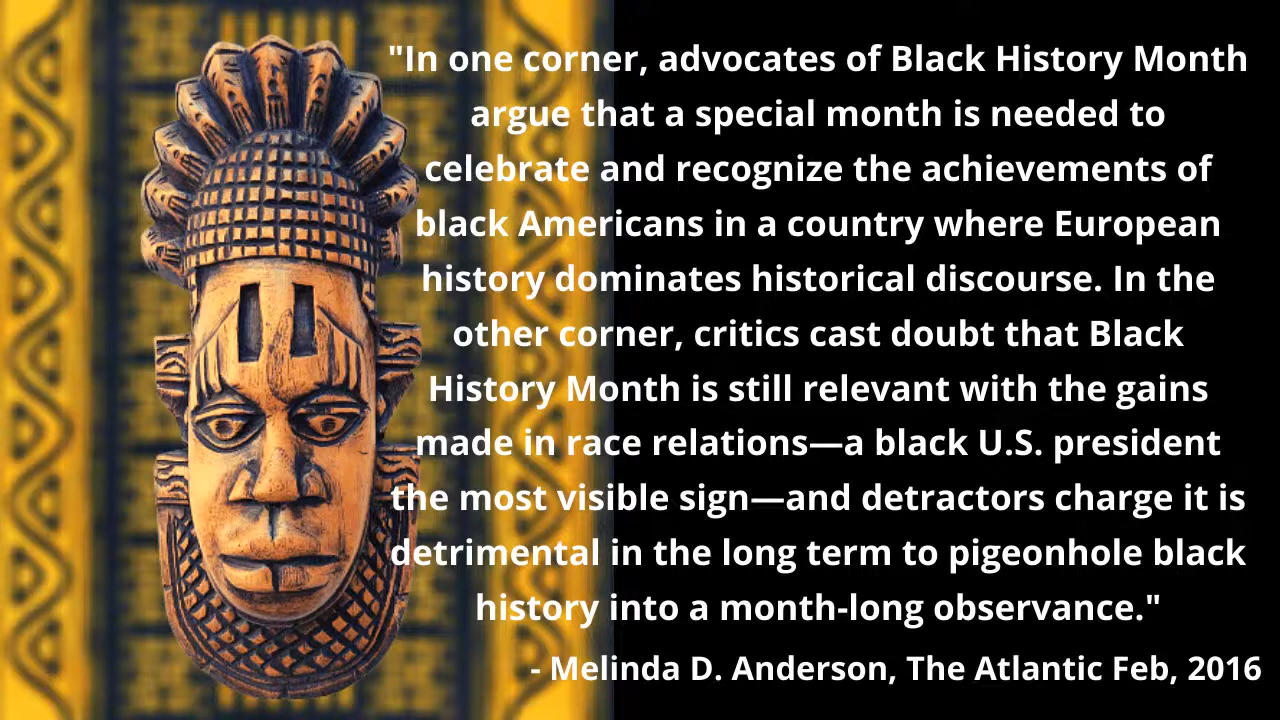 "In one corner, advocates of Black History Month
argue that a special month is needed to
celebrate and recognize the achievements of
black Americans in a country where European
history dominates historical discourse. In the
other corner, critics cast doubt that Black
History Month is still relevant with the gains
made in race relations—a black U.S. president
the most visible sign—and detractors charge it is
detrimental in the long term to pigeonhole black
history into a month-long observance."
- Melinda D. Anderson, The Atlantic Feb, 2016